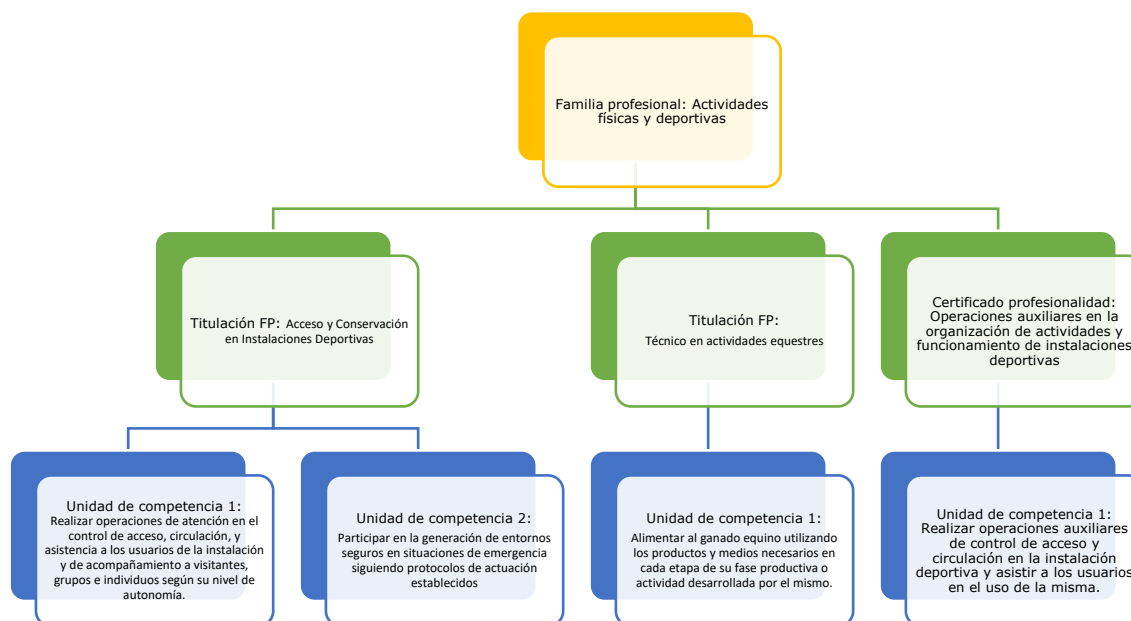 Familia profesional: Actividades
físicas y deportivas
Titulación FP: Acceso y Conservación
en Instalaciones Deportivas
Titulación FP:
Técnico en actividades equestres
Certificado profesionalidad:
Operaciones auxiliares en la
organización de actividades y
funcionamiento de instalaciones
deportivas
Unidad de competencia 1:
Realizar operaciones de atención en el
control de acceso, circulación, y
asistencia a los usuarios de la instalación
y de acompañamiento a visitantes,
grupos e individuos según su nivel de
autonomía.
Unidad de competencia 2:
Participar en la generación de entornos
seguros en situaciones de emergencia
siguiendo protocolos de actuación
establecidos
Unidad de competencia 1:
Alimentar al ganado equino utilizando
los productos y medios necesarios en
cada etapa de su fase productiva o
actividad desarrollada por el mismo.
Unidad de competencia 1:
Realizar operaciones auxiliares
de control de acceso y
circulación en la instalación
deportiva y asistir a los usuarios
en el uso de la misma.